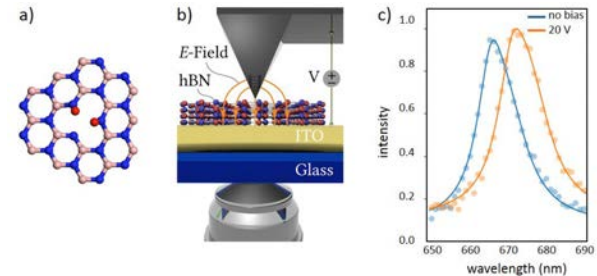 a)
b)
E-Field
hBN
V
ITO
Glass
c)
no bias
20 V
1.0
0.8
0.6
0.4
0.2
0.0
intensity
650 660 670 680 690
wavelength (nm)